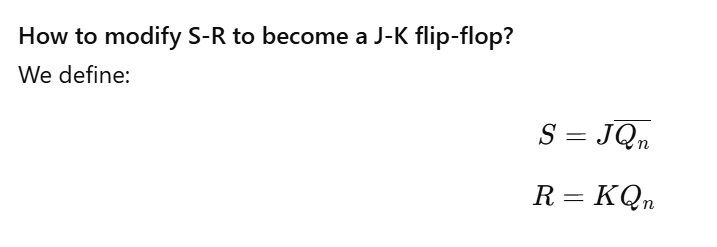 How to modify S-R to become a J-K flip-flop?
We define:
S = J\overline{Q_n}
R = KQ_n